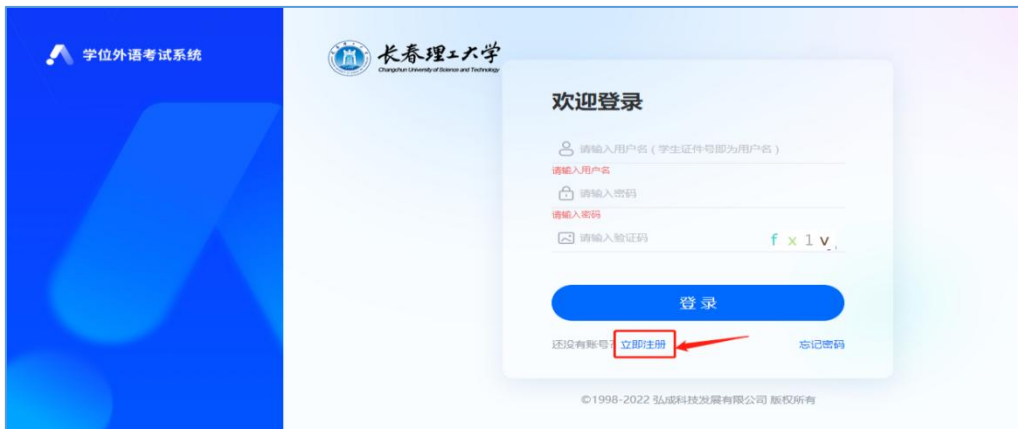 学位外语考试系统
长春理工大学
Changchun University of Science and Technology
欢迎登录
请输入用户名(学生证件号即为用户名)
请输入用户名
请输入密码
请输入密码
请输入验证码
f x 1 v
登录
还没有账号? 立即注册
忘记密码
©1998-2022 弘成科技发展有限公司 版权所有